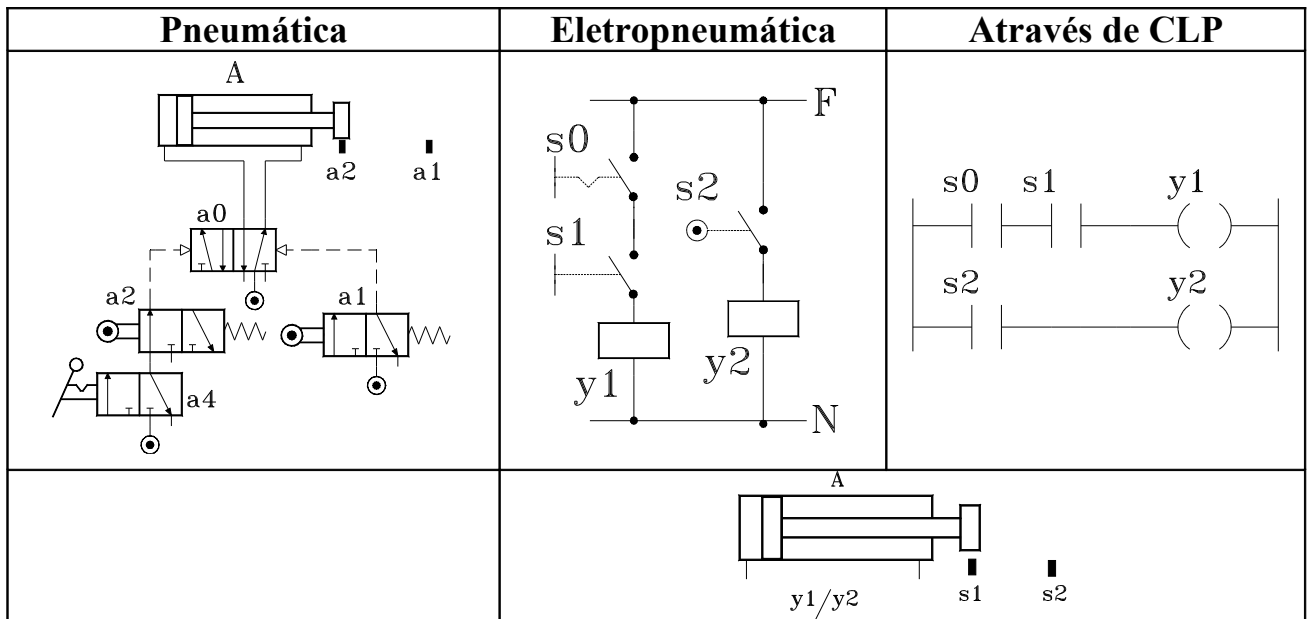 Pneumática
Eletropneumática
Através de CLP
A
a2
a1
a0
a2
a1
a4
F
s0
s2
s1
y1
y2
N
s0
s1
y1
s2
y2
A
s1
s2
y1/y2